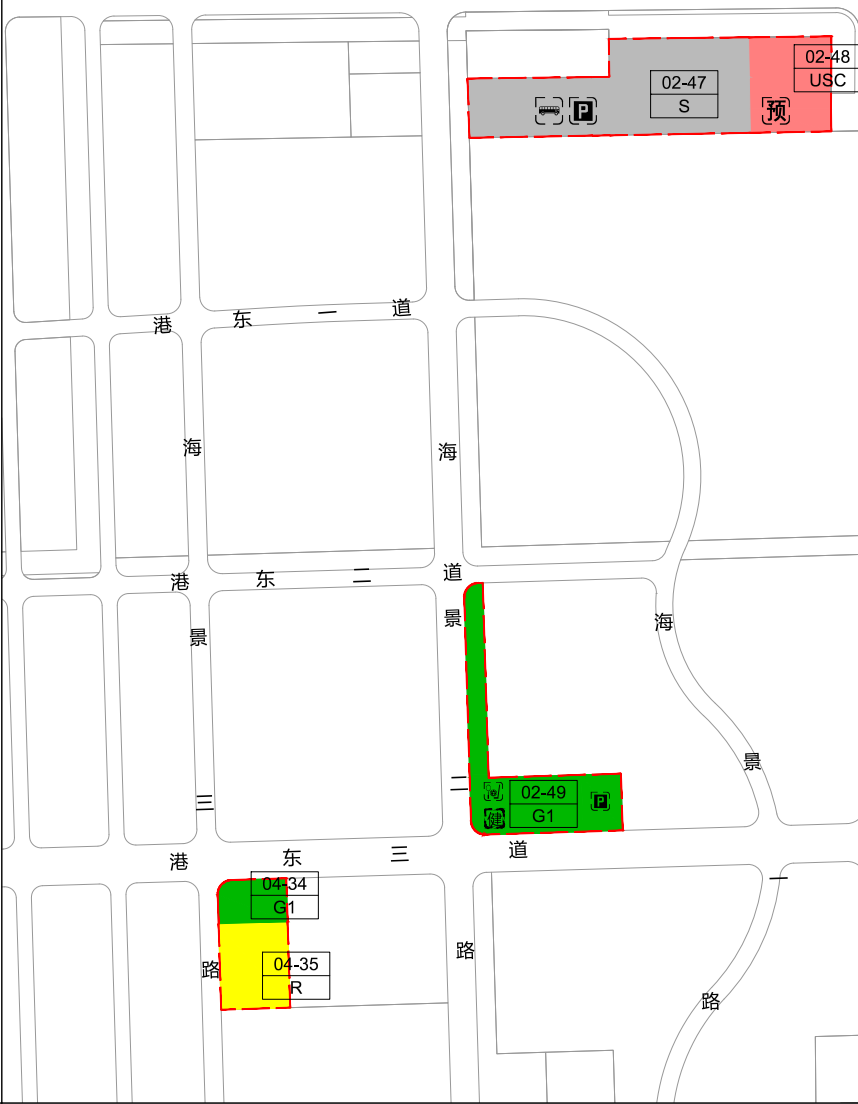 02-48
USC
02-47
S
P
预
港东一道
海景三路
海景二路
海景一路
港东二道
02-49
G1
P
健
港东三道
04-34
G1
04-35
R